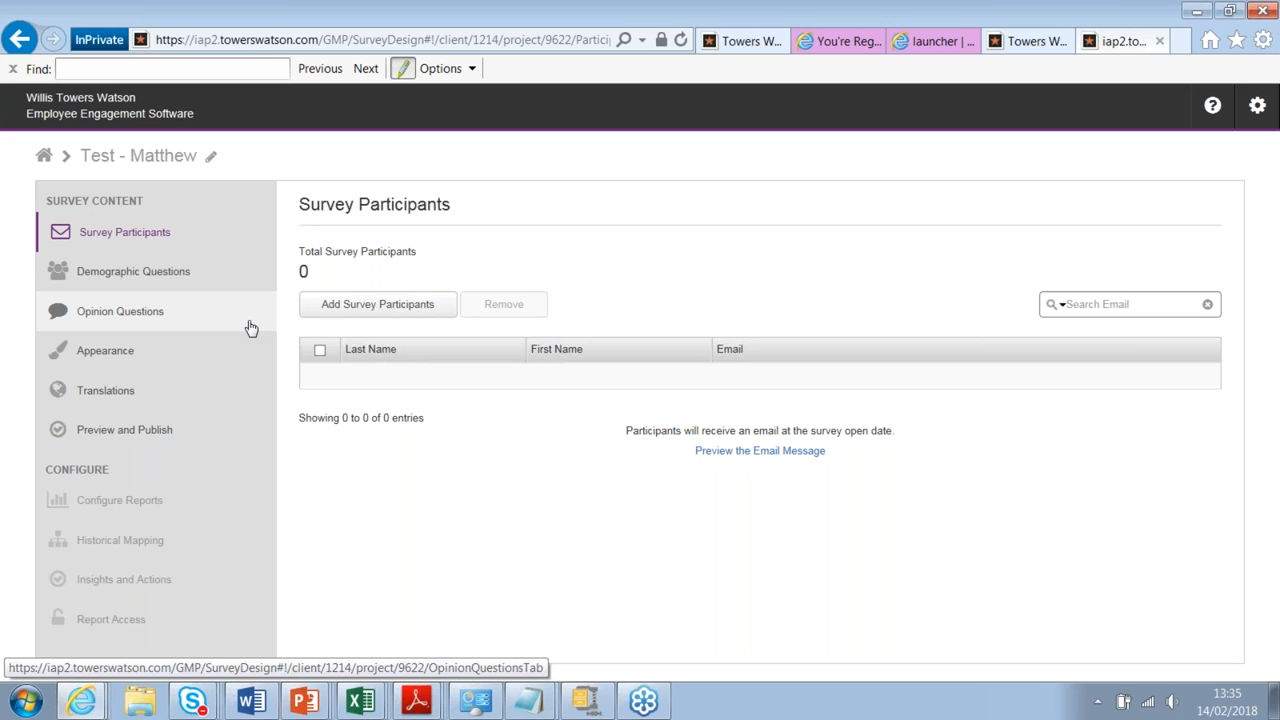 InPrivate
https://iap2.towerswatson.com/GMP/SurveyDesign#!/client/1214/project/9622/Partici
Towers W...
You're Reg...
launcher | ...
Towers W...
iap2.to...
x Find:
Previous Next
Options
Willis Towers Watson
Employee Engagement Software
Test - Matthew
SURVEY CONTENT
Survey Participants
Demographic Questions
Opinion Questions
Appearance
Translations
Preview and Publish
CONFIGURE
Configure Reports
Historical Mapping
Insights and Actions
Report Access
Survey Participants
Total Survey Participants
0
Add Survey Participants
Remove
Search Email
Last Name First Name Email
Showing 0 to 0 of 0 entries
Participants will receive an email at the survey open date.
Preview the Email Message
https://iap2.towerswatson.com/GMP/SurveyDesign#!/client/1214/project/9622/OpinionQuestionsTab
13:35
14/02/2018